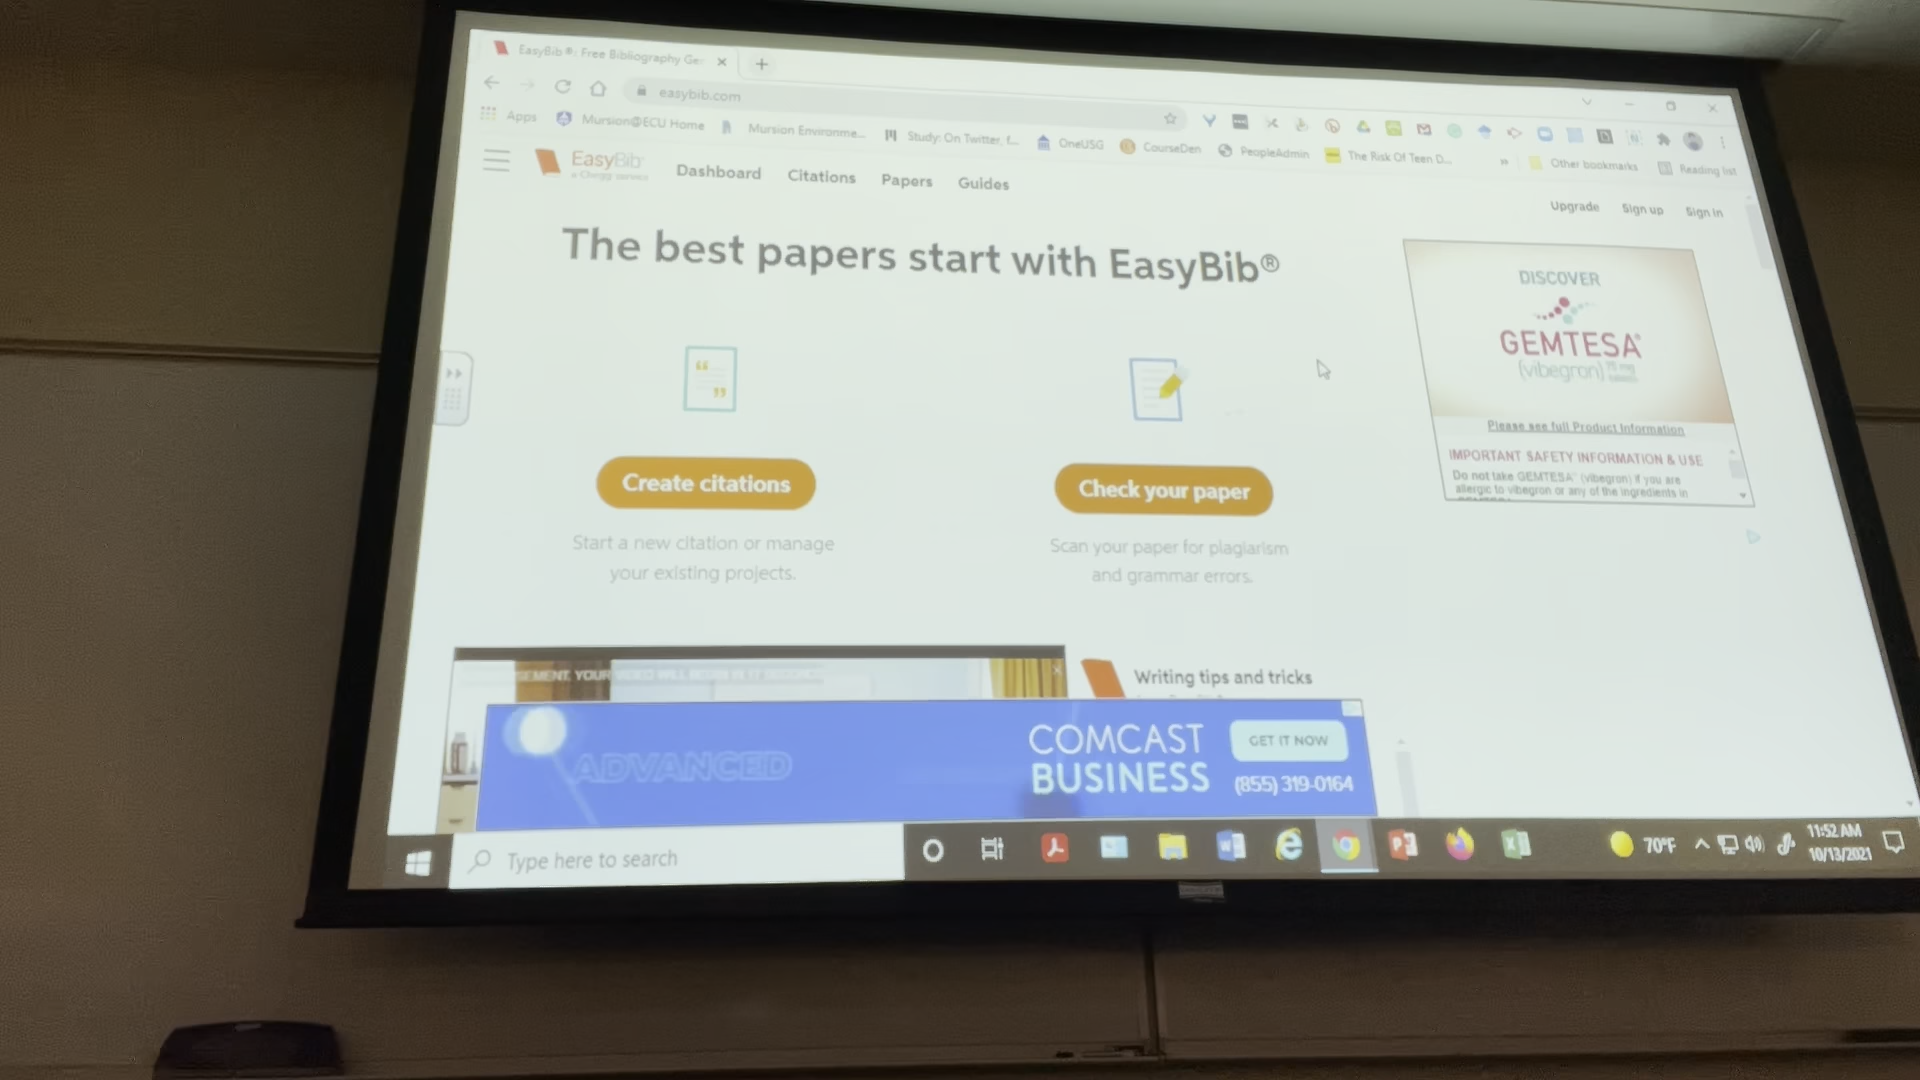 EasyBib®: Free Bibliography Ge
easybib.com
Apps Mursion@ECU Home Mursion Environme... Study: On Twitter, f... OneUSG CourseDen PeopleAdmin The Risk Of Teen D... » Other bookmarks Reading list
EasyBib®
a Chegg service
Dashboard Citations Papers Guides
Upgrade Sign up Sign in
The best papers start with EasyBib®
DISCOVER
GEMTESA®
(vibegron) 75 mg
tablets
Please see full Product Information
IMPORTANT SAFETY INFORMATION & USE
Do not take GEMTESA® (vibegron) if you are
allergic to vibegron or any of the ingredients in
Create citations
Start a new citation or manage
your existing projects.
Check your paper
Scan your paper for plagiarism
and grammar errors.
Writing tips and tricks
ADVANCED
COMCAST
BUSINESS
GET IT NOW
(855) 319-0164
Type here to search
70°F
11:52 AM
10/13/2021